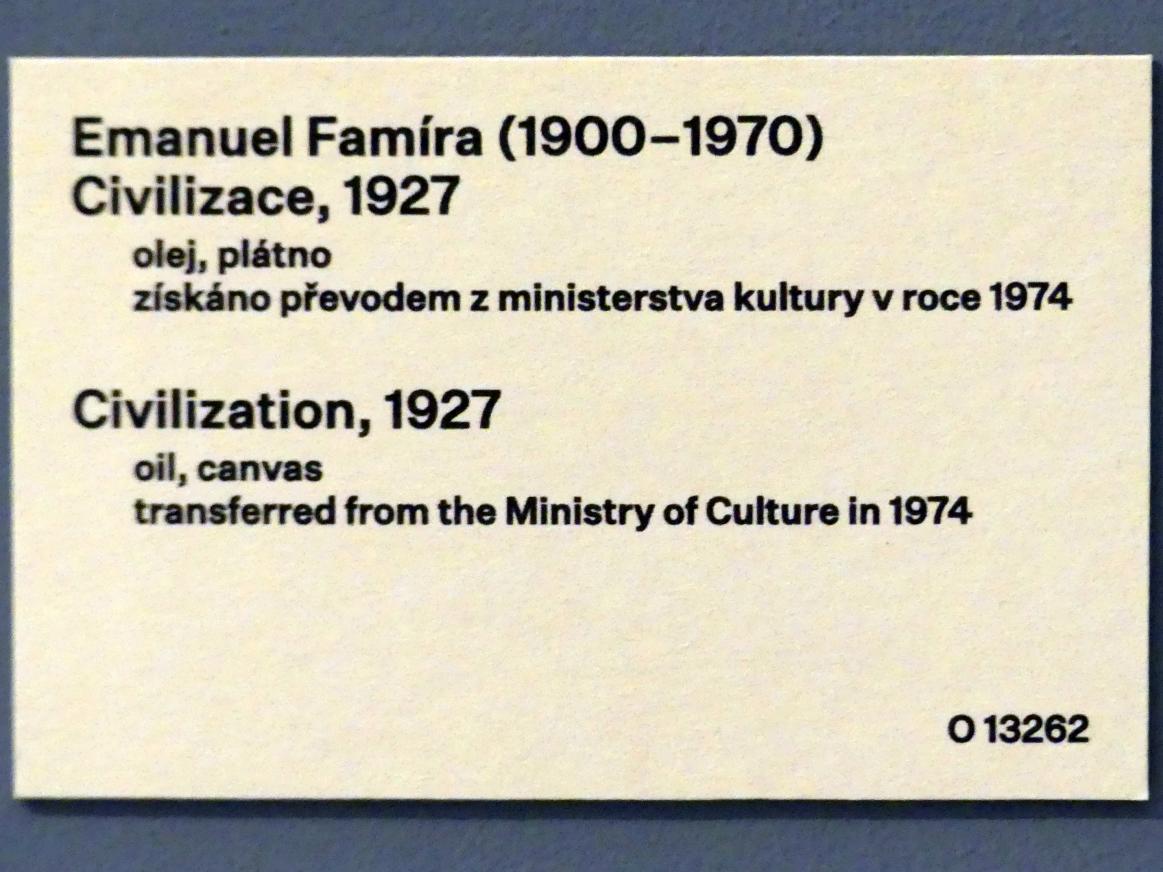 Emanuel Famíra (1900–1970)
Civilizace, 1927
olej, plátno
získáno převodem z ministerstva kultury v roce 1974
Civilization, 1927
oil, canvas
transferred from the Ministry of Culture in 1974
O 13262